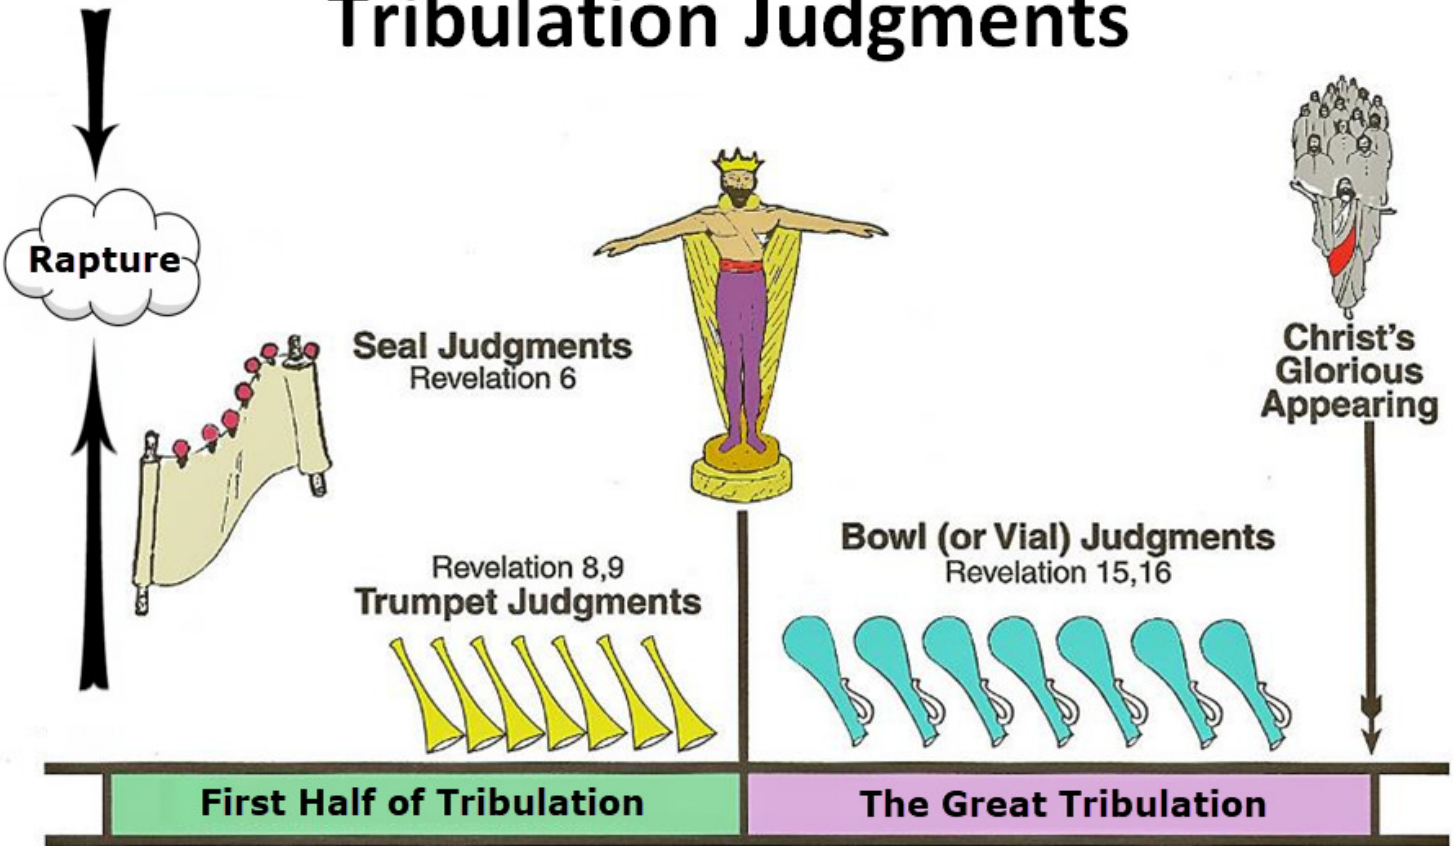 Tribulation Judgments
Rapture
Seal Judgments
Revelation 6
Revelation 8,9
Trumpet Judgments
Bowl (or Vial) Judgments
Revelation 15,16
Christ's
Glorious
Appearing
First Half of Tribulation
The Great Tribulation